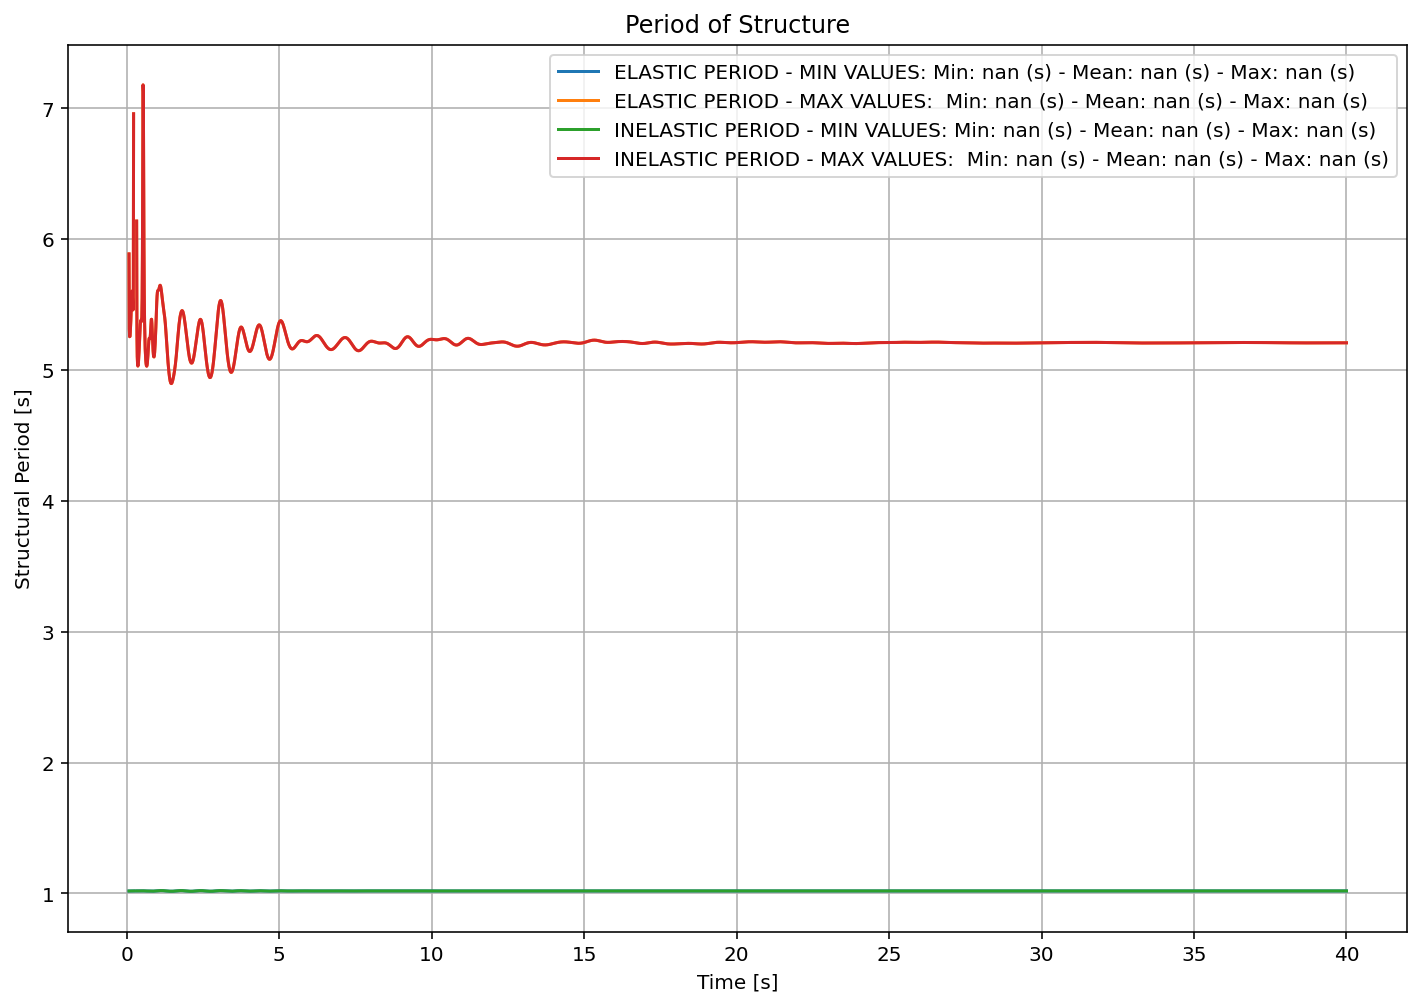 Period of Structure
ELASTIC PERIOD - MIN VALUES: Min: nan (s) - Mean: nan (s) - Max: nan (s)
ELASTIC PERIOD - MAX VALUES:  Min: nan (s) - Mean: nan (s) - Max: nan (s)
INELASTIC PERIOD - MIN VALUES: Min: nan (s) - Mean: nan (s) - Max: nan (s)
INELASTIC PERIOD - MAX VALUES:  Min: nan (s) - Mean: nan (s) - Max: nan (s)
Structural Period [s]
7
6
5
4
3
2
1
0 5 10 15 20 25 30 35 40
Time [s]